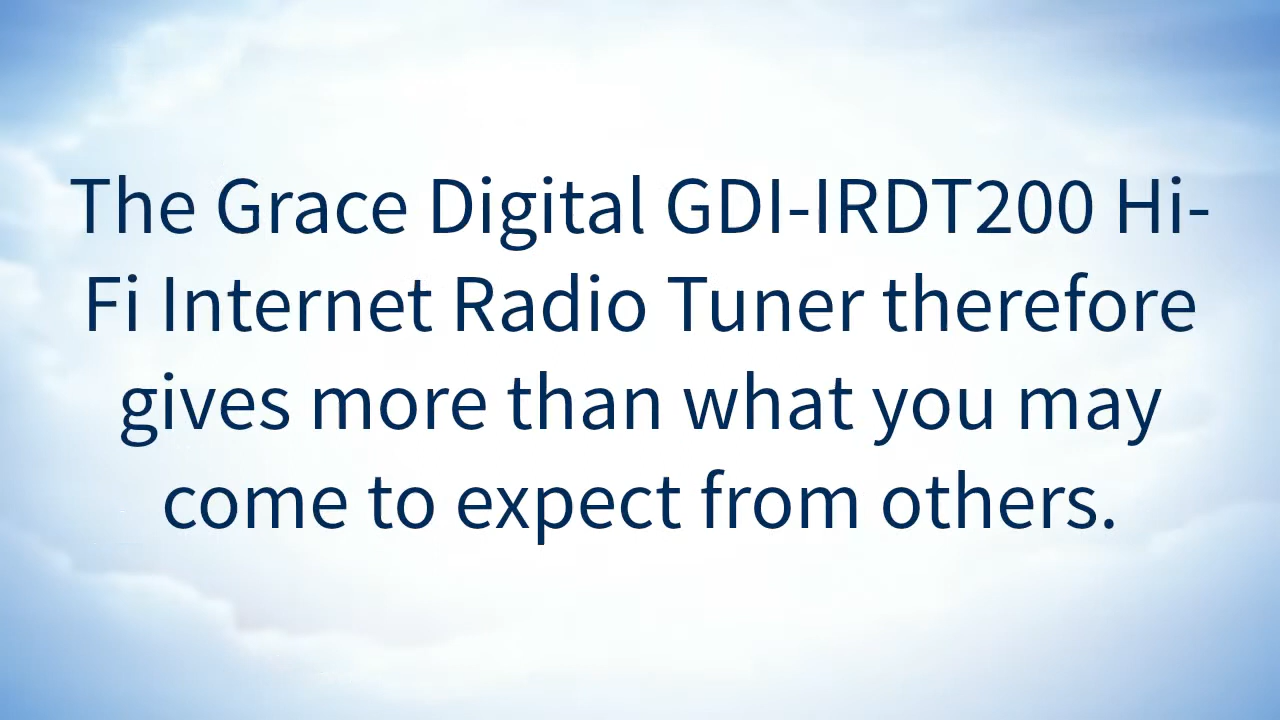 The Grace Digital GDI-IRDT200 Hi-
Fi Internet Radio Tuner therefore
gives more than what you may
come to expect from others.